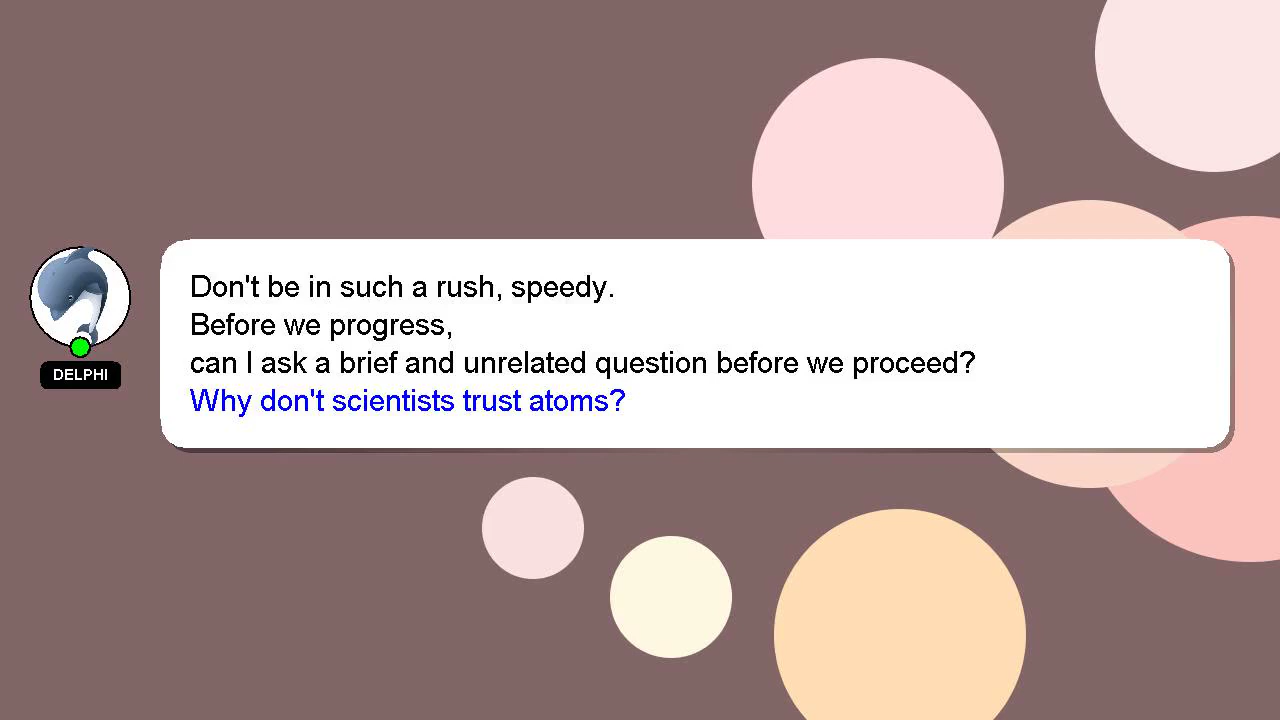 Don't be in such a rush, speedy.
Before we progress,
can I ask a brief and unrelated question before we proceed?
Why don't scientists trust atoms?
DELPHI